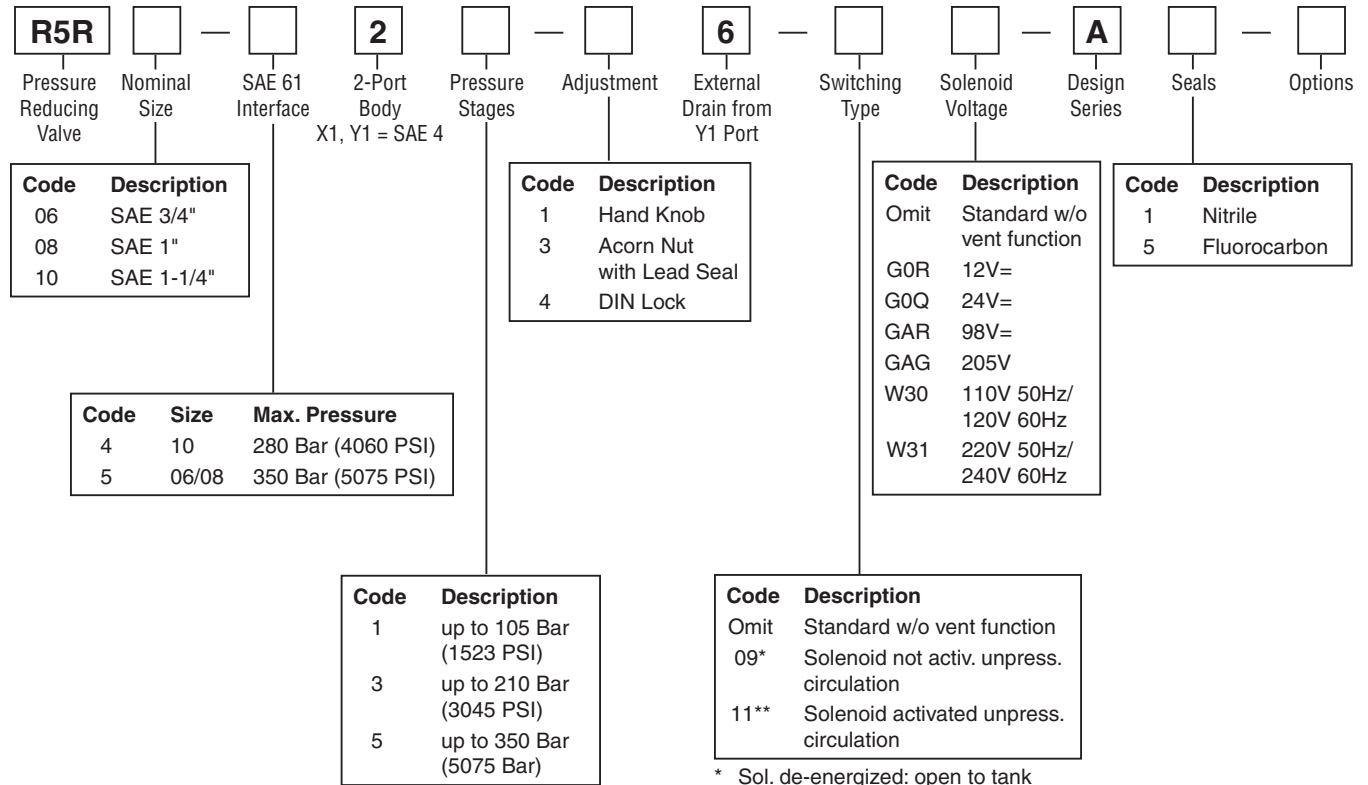 R5R — 2 — 6 — — A —
Pressure Reducing Valve
Nominal Size
SAE 61 Interface
2-Port Body X1, Y1 = SAE 4
Pressure Stages
Adjustment
External Drain from Y1 Port
Switching Type
Solenoid Voltage
Design Series
Seals
Options
Code Description
06 SAE 3/4"
08 SAE 1"
10 SAE 1-1/4"
Code Description
1 Hand Knob
3 Acorn Nut
with Lead Seal
4 DIN Lock
Code Description
Omit Standard w/o
vent function
G0R 12V=
G0Q 24V=
GAR 98V=
GAG 205V
W30 110V 50Hz/
120V 60Hz
W31 220V 50Hz/
240V 60Hz
Code Description
1 Nitrile
5 Fluorocarbon
Code Size Max. Pressure
4 10 280 Bar (4060 PSI)
5 06/08 350 Bar (5075 PSI)
Code Description
1 up to 105 Bar
(1523 PSI)
3 up to 210 Bar
(3045 PSI)
5 up to 350 Bar
(5075 Bar)
Code Description
Omit Standard w/o vent function
09* Solenoid not activ. unpress.
circulation
11** Solenoid activated unpress.
circulation
* Sol. de-energized: open to tank